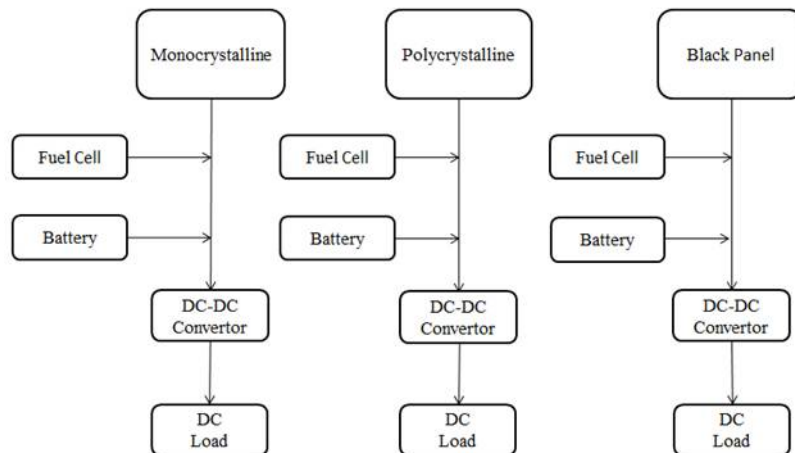 Monocrystalline
Polycrystalline
Black Panel
Fuel Cell
Fuel Cell
Fuel Cell
Battery
Battery
Battery
DC-DC
Convertor
DC-DC
Convertor
DC-DC
Convertor
DC
Load
DC
Load
DC
Load